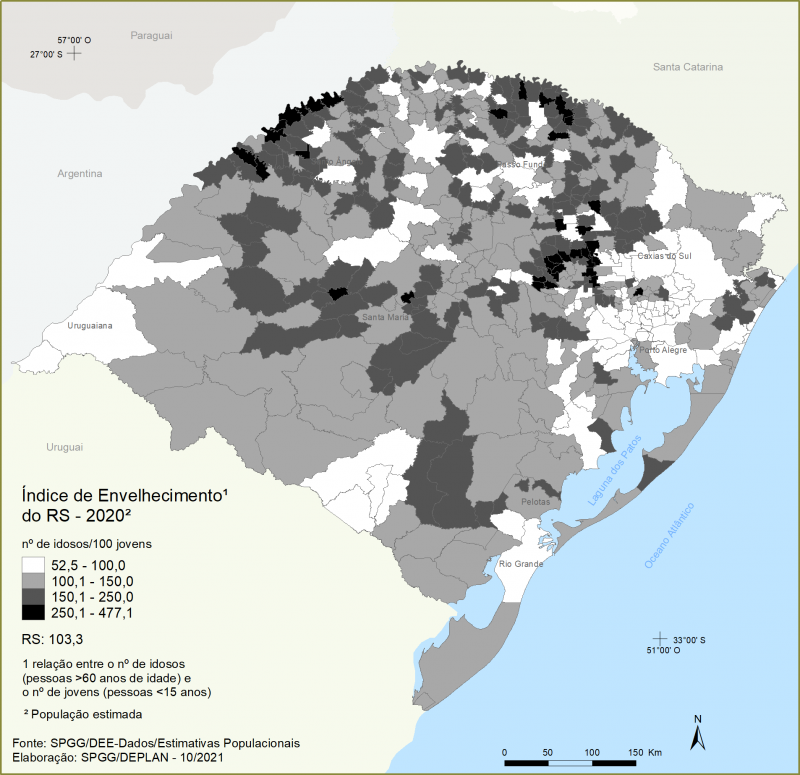 Paraguai
57°00' O
27°00' S
Santa Catarina
Argentina
Passo Fundo
Caxias do Sul
Uruguaiana
Santa Maria
Porto Alegre
Uruguai
Laguna dos Patos
Pelotas
Oceano Atlântico
Rio Grande
Índice de Envelhecimento¹
do RS - 2020²
nº de idosos/100 jovens
52,5 - 100,0
100,1 - 150,0
150,1 - 250,0
250,1 - 477,1
RS: 103,3
1 relação entre o nº de idosos
(pessoas >60 anos de idade) e
o nº de jovens (pessoas <15 anos)
² População estimada
33°00' S
51°00' O
Fonte: SPGG/DEE-Dados/Estimativas Populacionais
Elaboração: SPGG/DEPLAN - 10/2021
N
0 50 100 150 Km